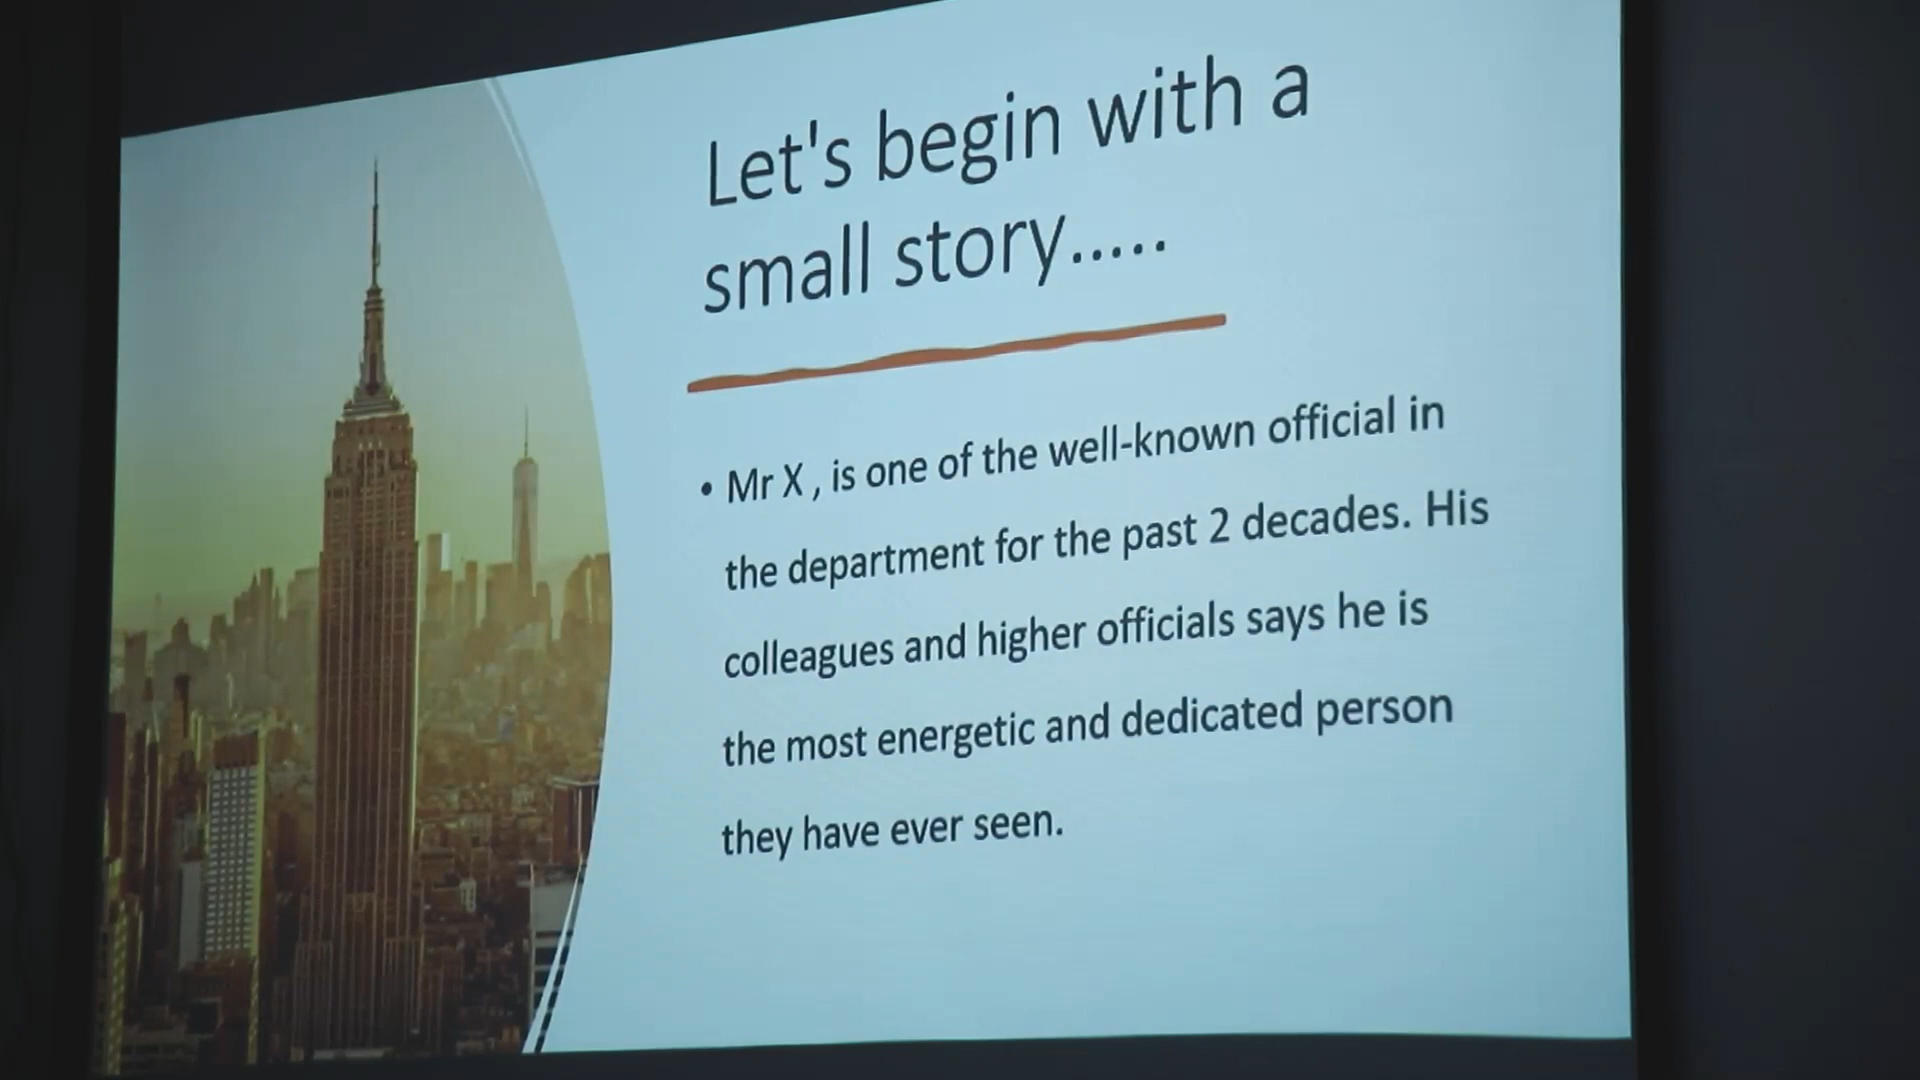 Let's begin with a
small story.....
• Mr X , is one of the well-known official in
the department for the past 2 decades. His
colleagues and higher officials says he is
the most energetic and dedicated person
they have ever seen.